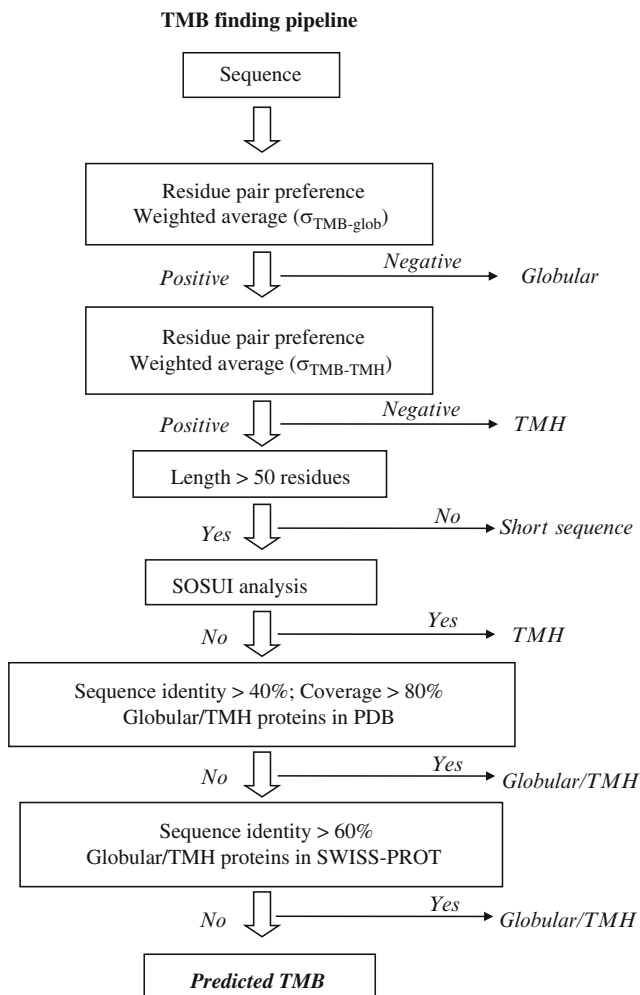 TMB finding pipeline
Sequence
Residue pair preference
Weighted average (σTMB-glob)
Positive
Negative
Globular
Residue pair preference
Weighted average (σTMB-TMH)
Positive
Negative
TMH
Length > 50 residues
Yes
No
Short sequence
SOSUI analysis
No
Yes
TMH
Sequence identity > 40%; Coverage > 80%
Globular/TMH proteins in PDB
No
Yes
Globular/TMH
Sequence identity > 60%
Globular/TMH proteins in SWISS-PROT
No
Yes
Globular/TMH
Predicted TMB